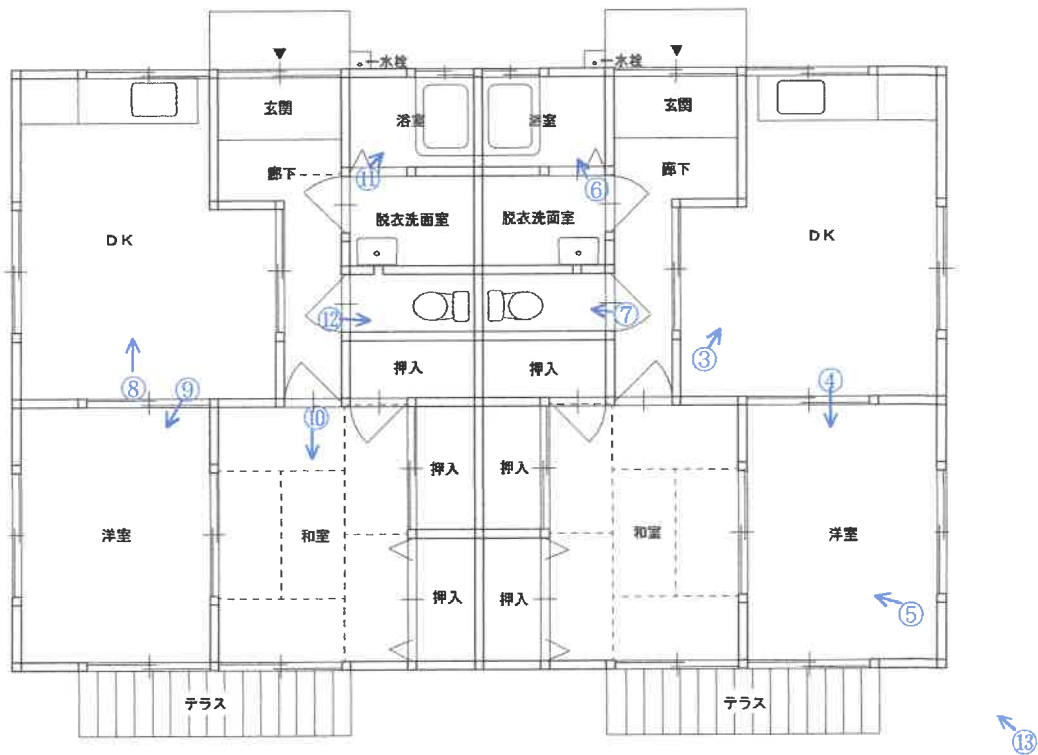 水栓
水栓
玄関
浴室
浴室
玄関
廊下
⑪
⑥
廊下
脱衣洗面室
脱衣洗面室
DK
DK
⑫
⑦
③
押入
押入
⑧
⑨
④
⑩
押入
押入
洋室
和室
和室
洋室
押入
押入
⑤
テラス
テラス
⑬